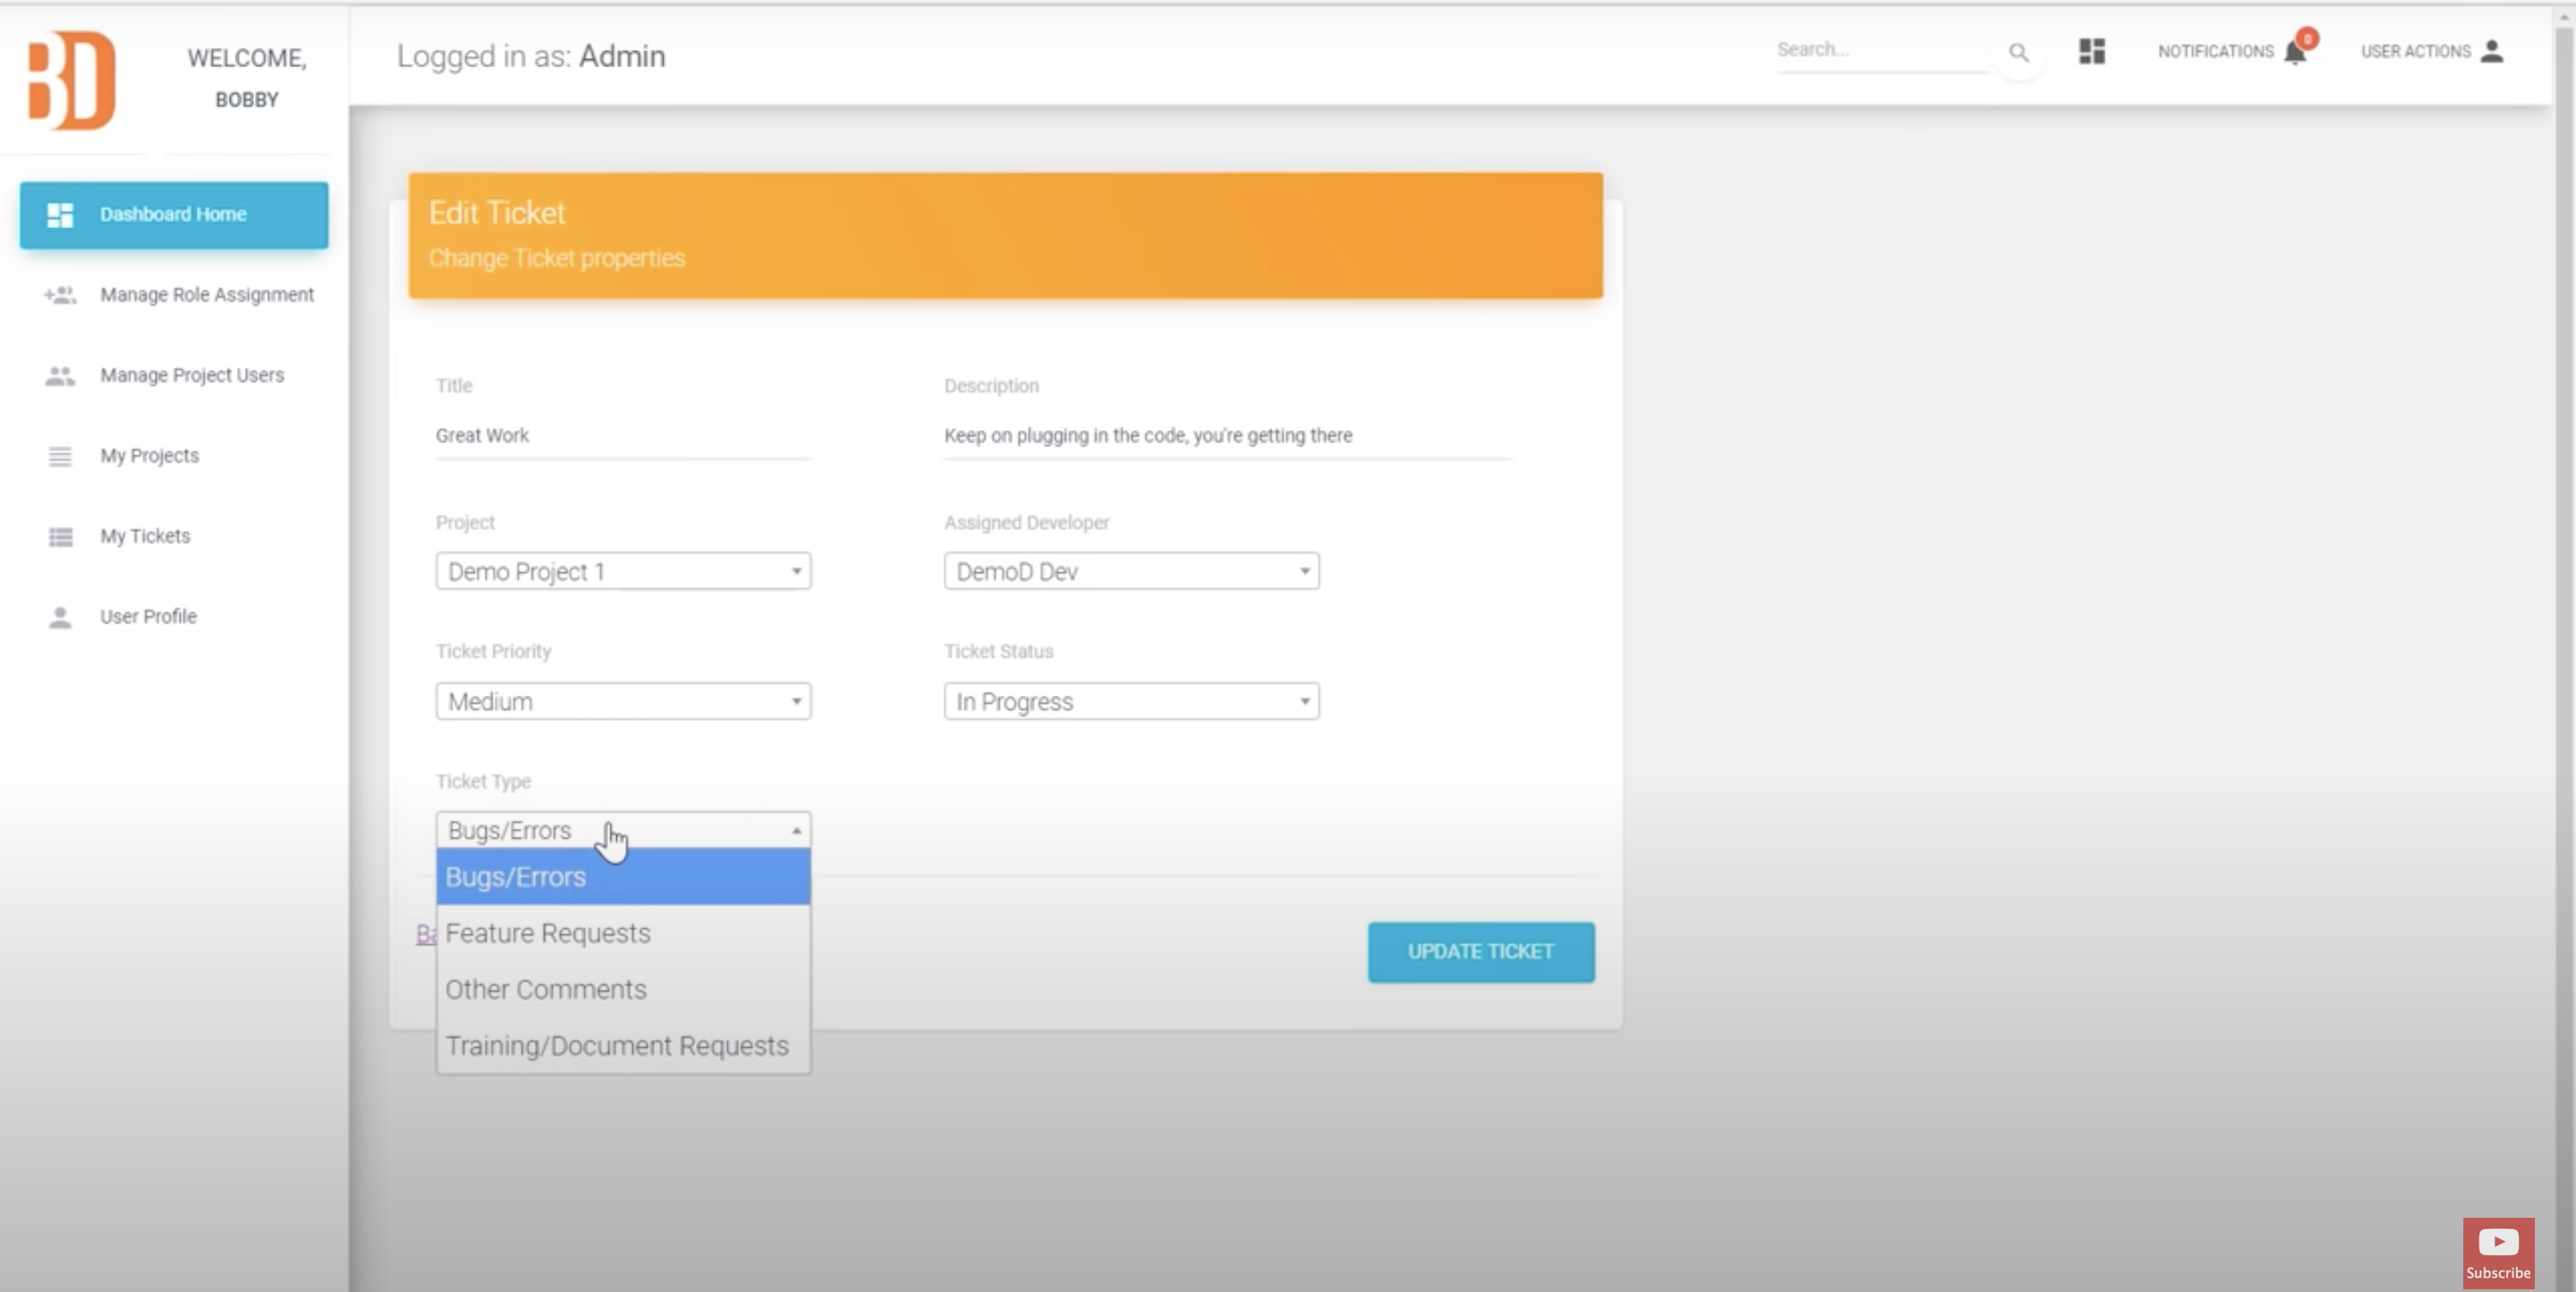 BD
WELCOME,
BOBBY
Logged in as: Admin
Search...
NOTIFICATIONS
0
USER ACTIONS
Dashboard Home
Manage Role Assignment
Manage Project Users
My Projects
My Tickets
User Profile
Edit Ticket
Change Ticket properties
Title
Description
Great Work
Keep on plugging in the code, you're getting there
Project
Assigned Developer
Demo Project 1
DemoD Dev
Ticket Priority
Ticket Status
Medium
In Progress
Ticket Type
Bugs/Errors
Bugs/Errors
Feature Requests
Other Comments
Training/Document Requests
UPDATE TICKET
Subscribe